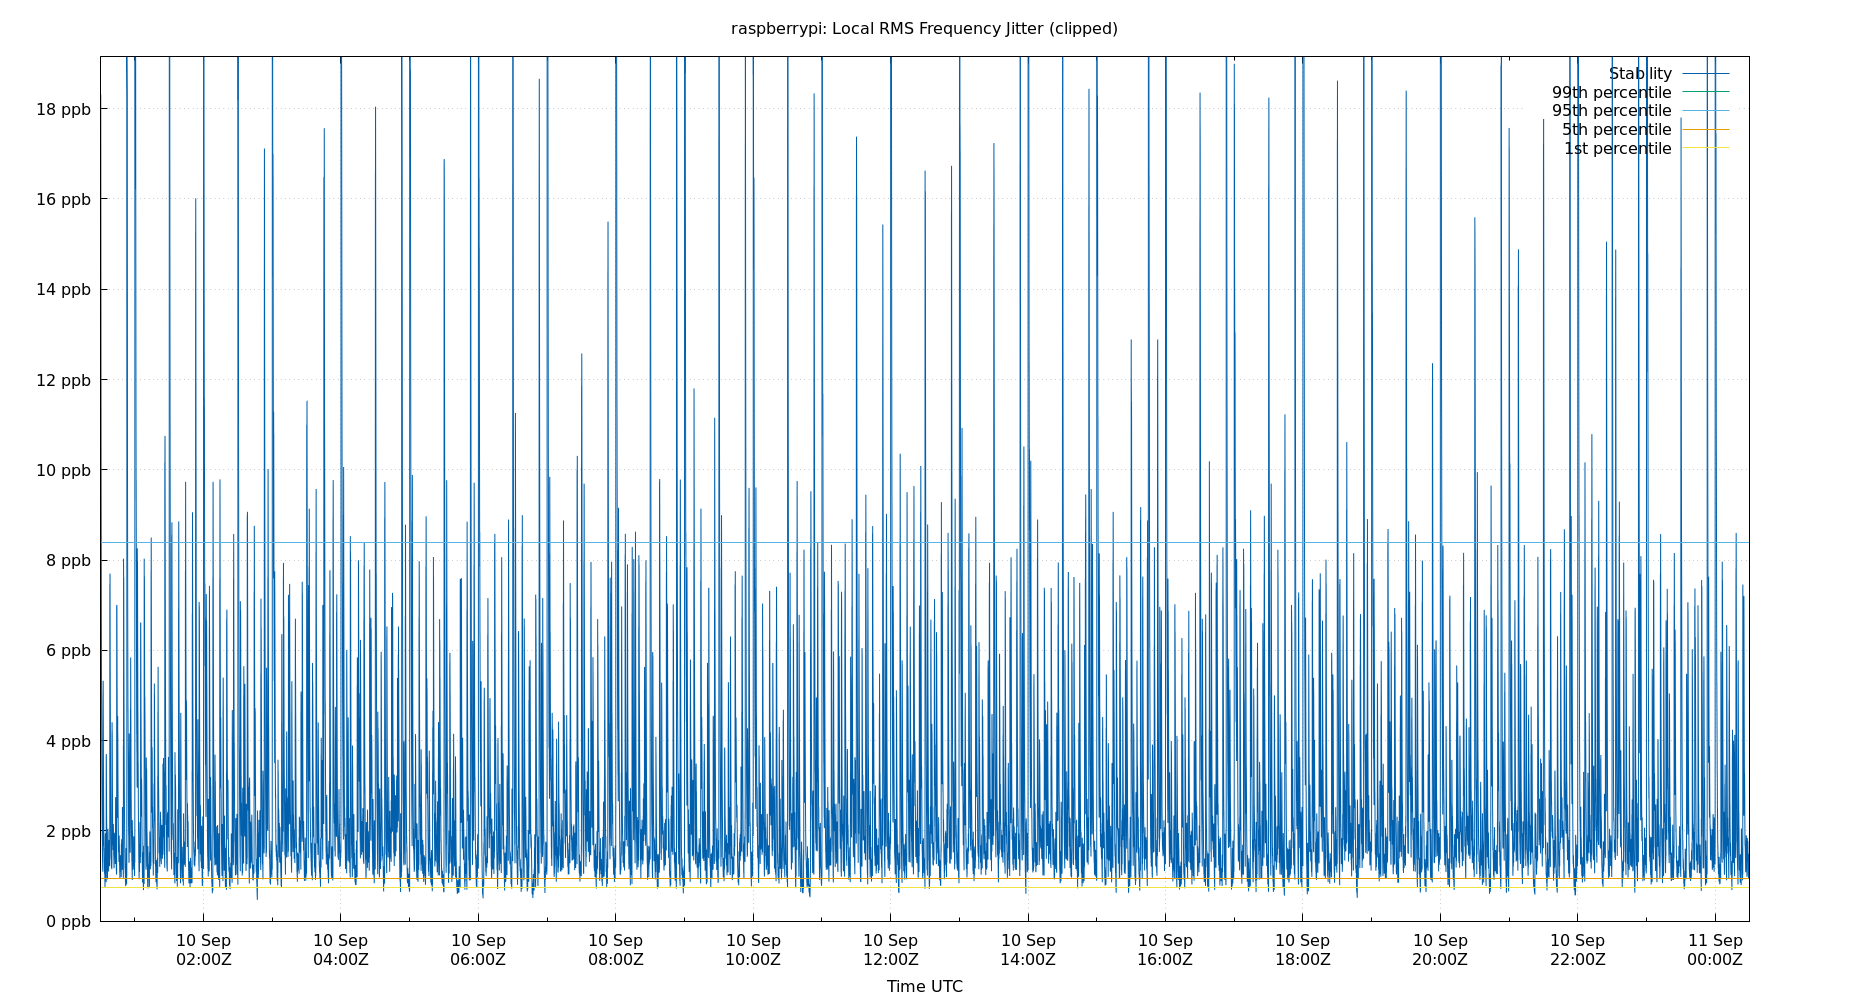 raspberrypi: Local RMS Frequency Jitter (clipped)
Stability
99th percentile
95th percentile
5th percentile
1st percentile
18 ppb
16 ppb
14 ppb
12 ppb
10 ppb
8 ppb
6 ppb
4 ppb
2 ppb
0 ppb
10 Sep 10 Sep 10 Sep 10 Sep 10 Sep 10 Sep 10 Sep 10 Sep 10 Sep 10 Sep 10 Sep 11 Sep
02:00Z 04:00Z 06:00Z 08:00Z 10:00Z 12:00Z 14:00Z 16:00Z 18:00Z 20:00Z 22:00Z 00:00Z
Time UTC